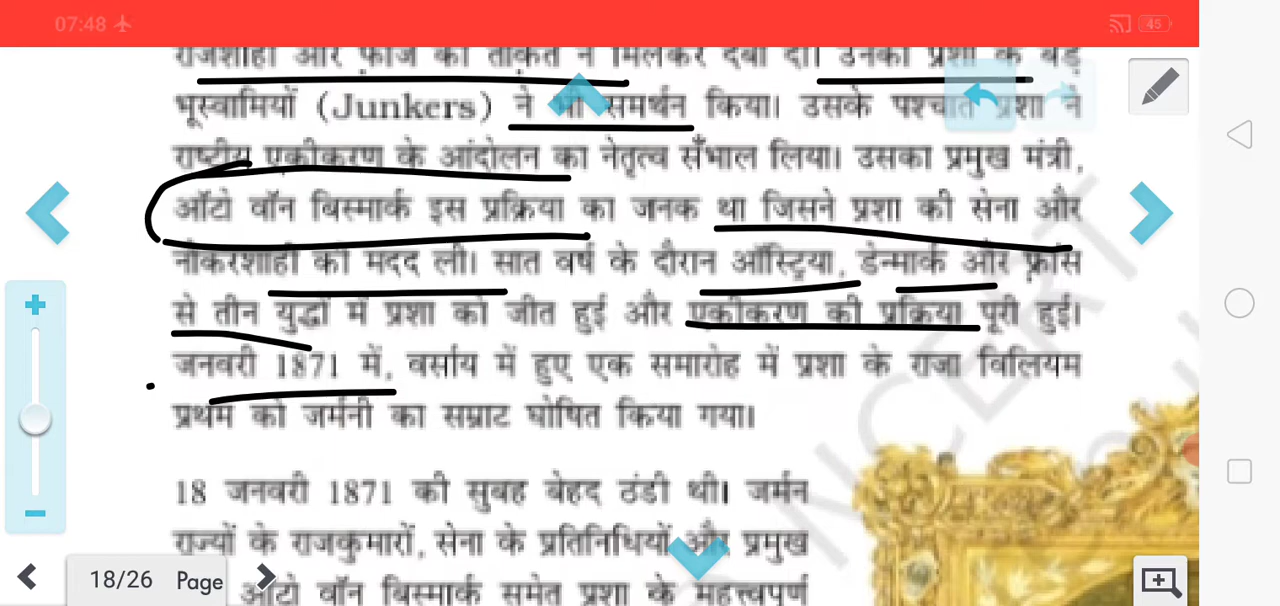 07:48
45
राजशाही और फ़ौज की ताकत ने मिलकर दबा दी। उनका प्रशा के बड़े
भूस्वामियों (Junkers) ने भी समर्थन किया। उसके पश्चात प्रशा ने
राष्ट्रीय एकीकरण के आंदोलन का नेतृत्व सँभाल लिया। उसका प्रमुख मंत्री,
ऑटो वॉन बिस्मार्क इस प्रक्रिया का जनक था जिसने प्रशा की सेना और
नौकरशाही की मदद ली। सात वर्ष के दौरान ऑस्ट्रिया, डेन्मार्क और फ्रांस
से तीन युद्धों में प्रशा को जीत हुई और एकीकरण की प्रक्रिया पूरी हुई।
जनवरी 1871 में, वर्साय में हुए एक समारोह में प्रशा के राजा विलियम
प्रथम को जर्मनी का सम्राट घोषित किया गया।
18 जनवरी 1871 की सुबह बेहद ठंडी थी। जर्मन
राज्यों के राजकुमारों, सेना के प्रतिनिधियों और प्रमुख
ऑटो वॉन बिस्मार्क समेत प्रशा के महत्त्वपूर्ण
18/26 Page
NCERT